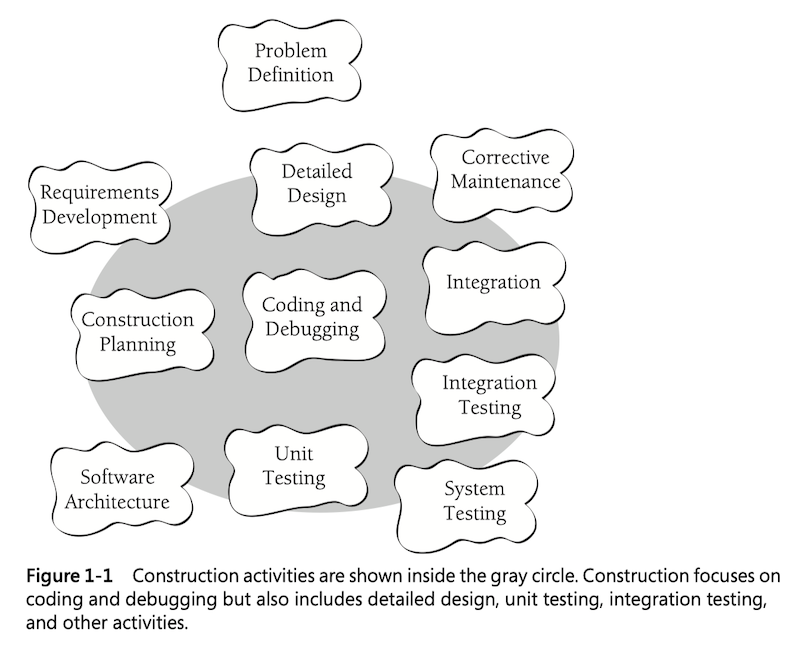 Problem
Definition
Detailed
Design
Corrective
Maintenance
Requirements
Development
Integration
Coding and
Debugging
Construction
Planning
Integration
Testing
Unit
Testing
Software
Architecture
System
Testing
Figure 1-1 Construction activities are shown inside the gray circle. Construction focuses on
coding and debugging but also includes detailed design, unit testing, integration testing,
and other activities.